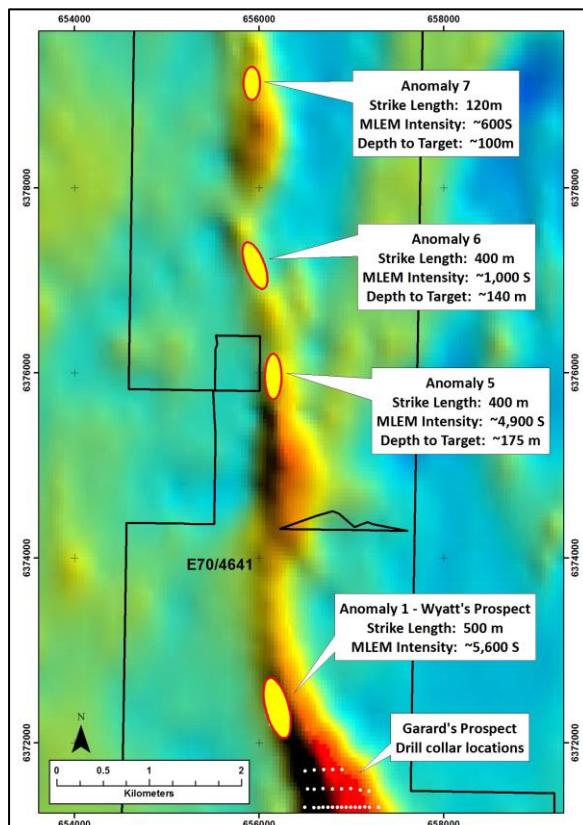 654000
656000
658000
Anomaly 7
Strike Length: 120m
MLEM Intensity: ~600S
Depth to Target: ~100m
6378000
6378000
Anomaly 6
Strike Length: 400 m
MLEM Intensity: ~1,000 S
Depth to Target: ~140 m
6376000
6376000
Anomaly 5
Strike Length: 400 m
MLEM Intensity: ~4,900 S
Depth to Target: ~175 m
6374000
6374000
E70/4641
Anomaly 1 - Wyatt's Prospect
Strike Length: 500 m
MLEM Intensity: ~5,600 S
Garard's Prospect
Drill collar locations
6372000
6372000
N
0 0.5 1 2
Kilometers
654000
656000
658000